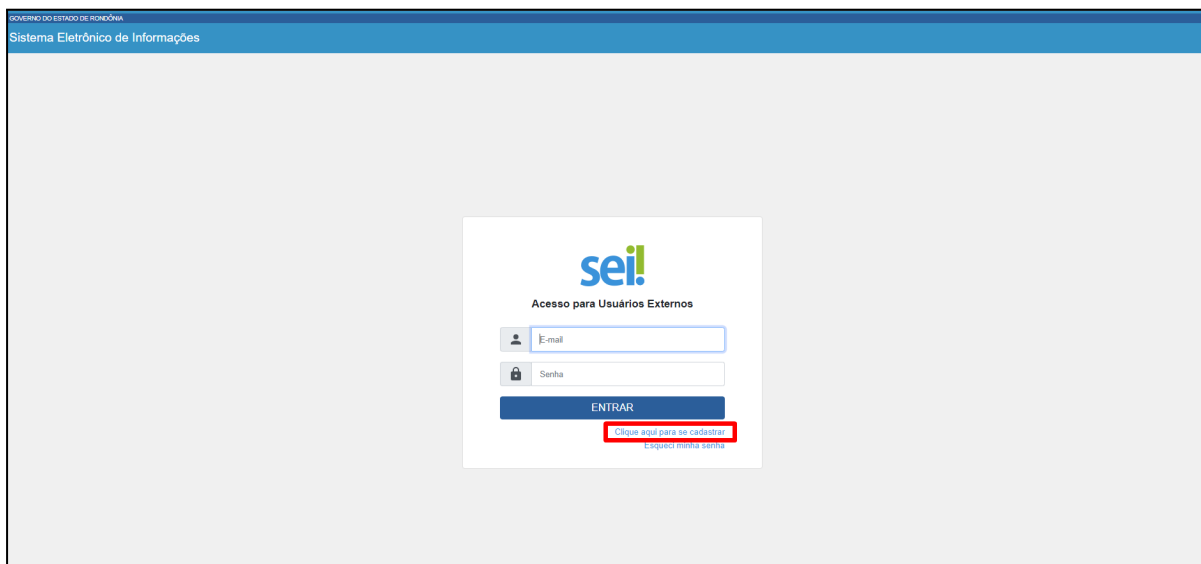 GOVERNO DO ESTADO DE RONDÔNIA
Sistema Eletrônico de Informações
sei!
Acesso para Usuários Externos
E-mail
Senha
ENTRAR
Clique aqui para se cadastrar
Esqueci minha senha